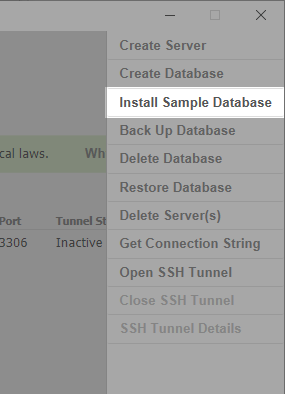 Create Server
Create Database
Install Sample Database
cal laws. Wh
Back Up Database
Delete Database
Restore Database
Port Tunnel St
Delete Server(s)
3306 Inactive
Get Connection String
Open SSH Tunnel
Close SSH Tunnel
SSH Tunnel Details